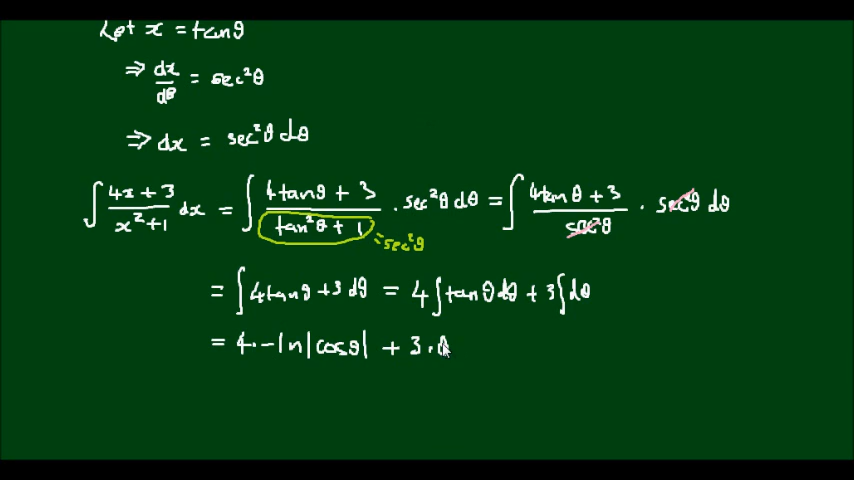 Let x = tanθ
⇒ dx/dθ = sec²θ
⇒ dx = sec²θ dθ
∫ (4x + 3)/(x² + 1) dx = ∫ (4tanθ + 3)/(tan²θ + 1) · sec²θ dθ = ∫ (4tanθ + 3)/(sec²θ) · sec²θ dθ
= sec²θ
= ∫ 4tanθ + 3 dθ = 4 ∫ tanθ dθ + 3 ∫ dθ
= 4 · -ln|cosθ| + 3 · θ